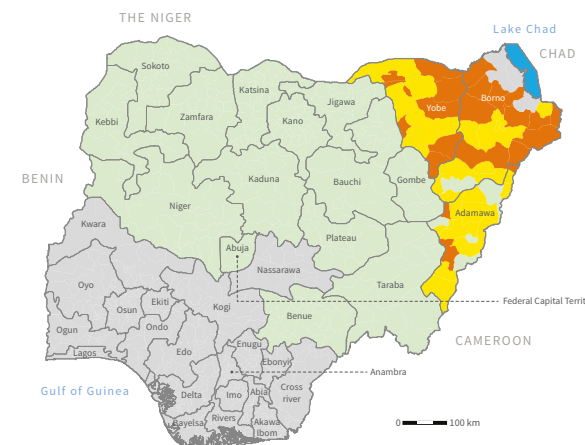 THE NIGER
Lake Chad
CHAD
Sokoto
Katsina
Jigawa
Yobe
Borno
Kebbi
Zamfara
Kano
BENIN
Kaduna
Bauchi
Gombe
Niger
Adamawa
Kwara
Abuja
Plateau
Nassarawa
Oyo
Taraba
Ekiti
Kogi
Federal Capital Territ
Osun
Benue
Ogun
Ondo
CAMEROON
Lagos
Edo
Enugu
Ebonyi
Anambra
Gulf of Guinea
Delta
Imo
Abia
Cross
river
Bayelsa
Rivers
Akawa
Ibom
0
100 km